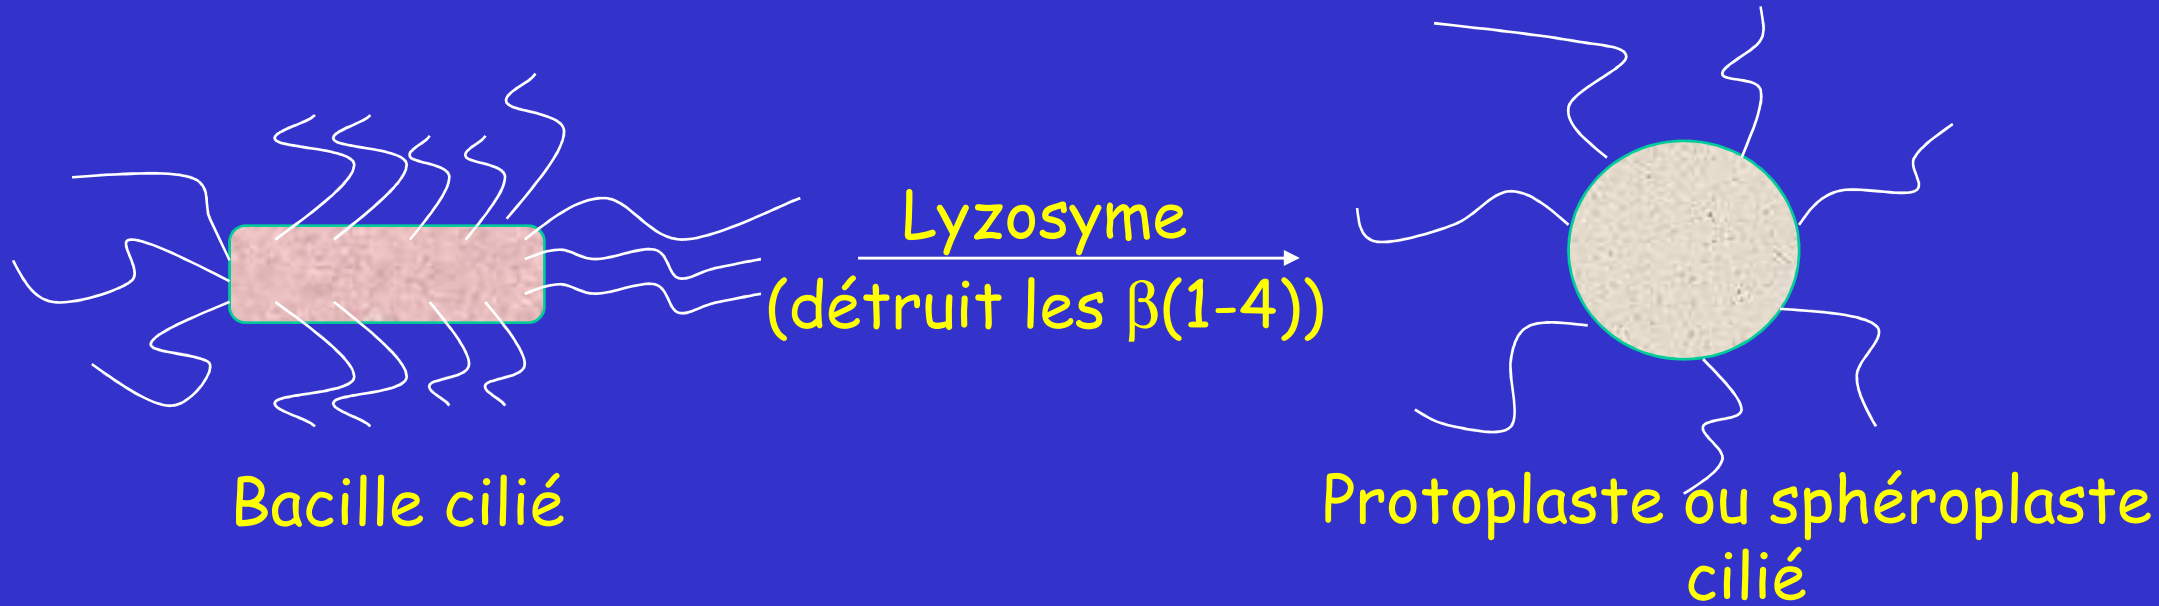 Lyzosyme
(détruit les β(1-4))
Bacille cilié
Protoplaste ou sphéroplaste
cilié